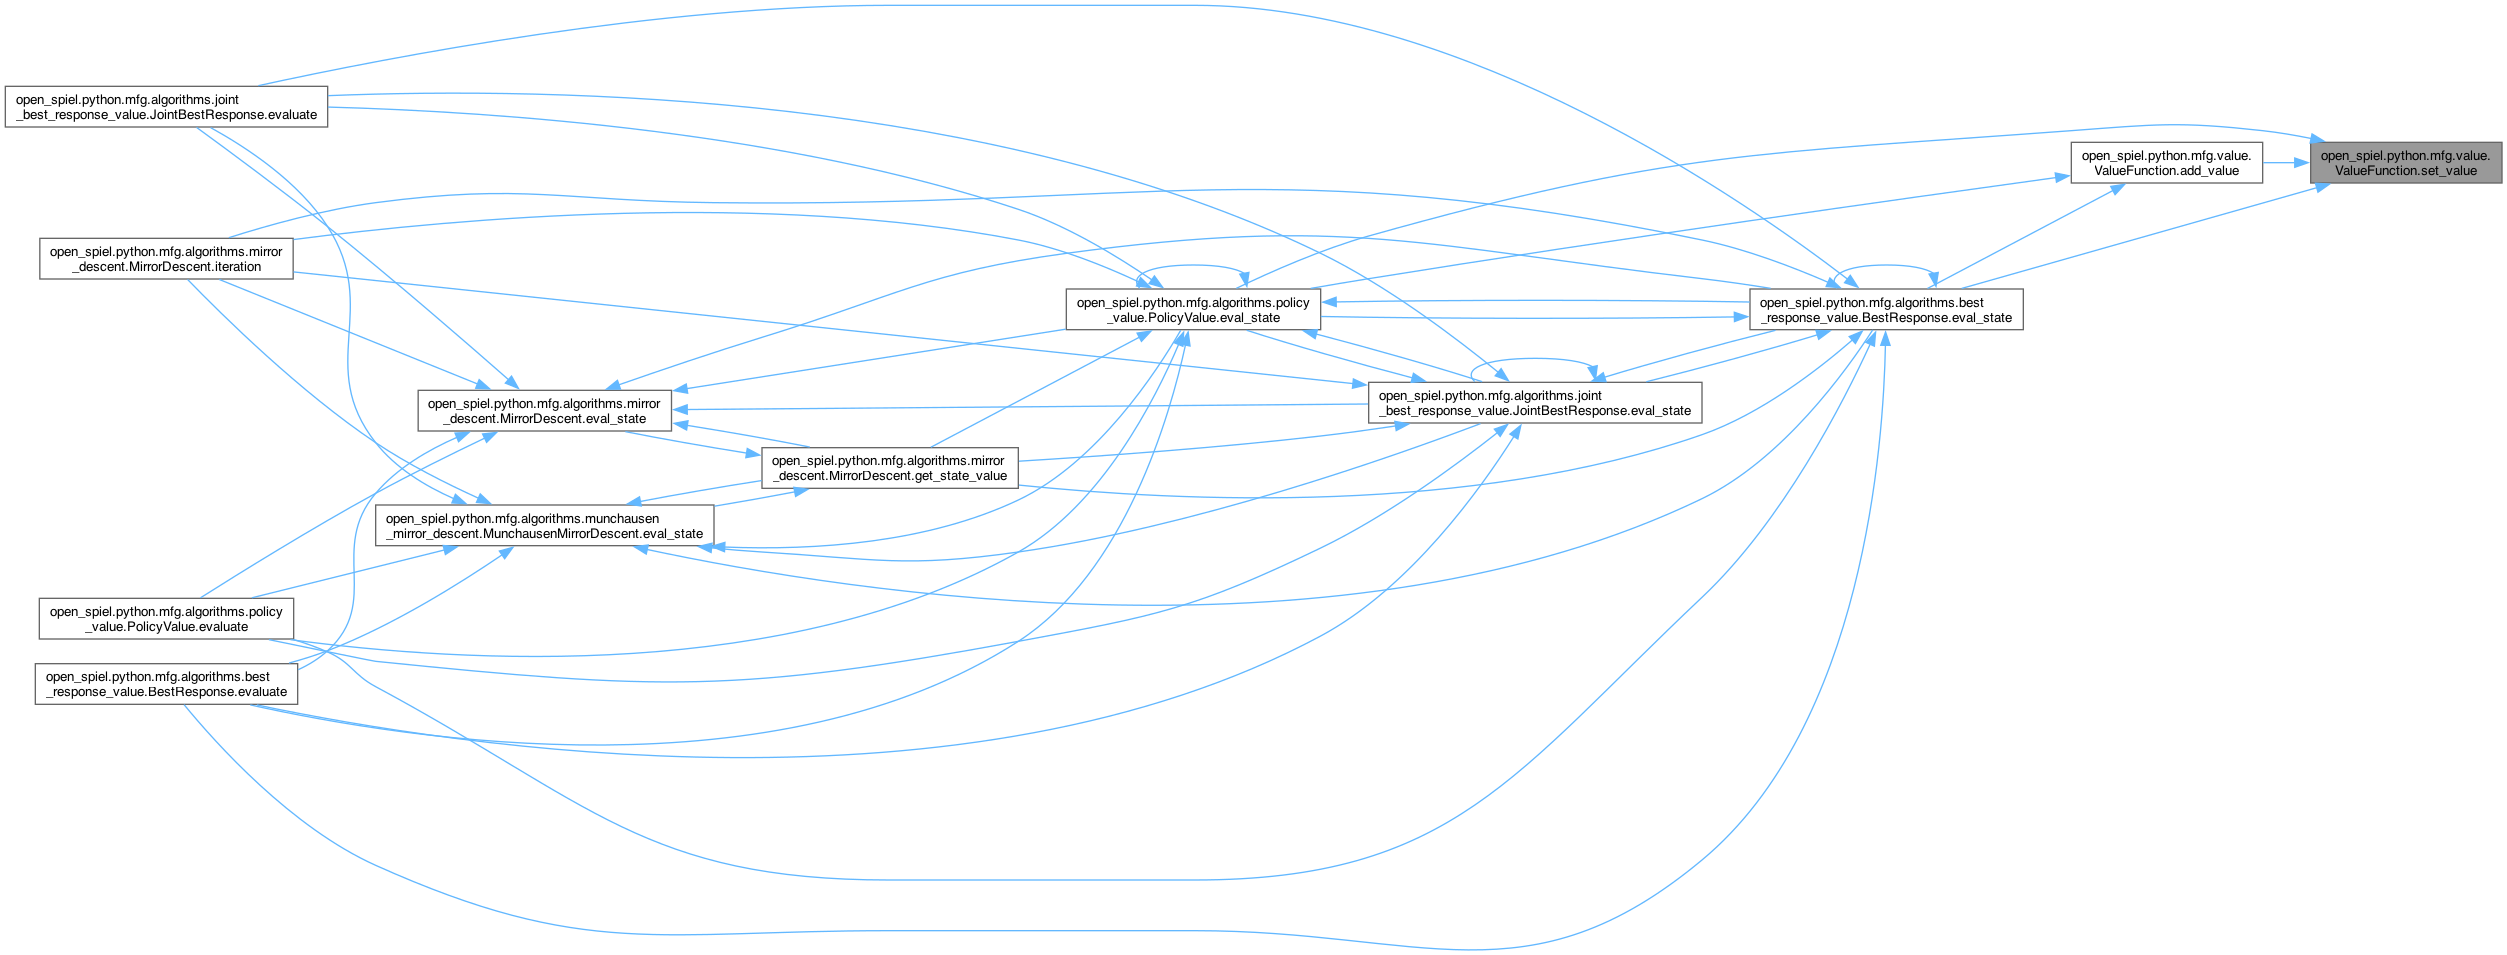 open_spiel.python.mfg.algorithms.joint
_best_response_value.JointBestResponse.evaluate
open_spiel.python.mfg.value.
ValueFunction.add_value
open_spiel.python.mfg.value.
ValueFunction.set_value
open_spiel.python.mfg.algorithms.mirror
_descent.MirrorDescent.iteration
open_spiel.python.mfg.algorithms.policy
_value.PolicyValue.eval_state
open_spiel.python.mfg.algorithms.best
_response_value.BestResponse.eval_state
open_spiel.python.mfg.algorithms.mirror
_descent.MirrorDescent.eval_state
open_spiel.python.mfg.algorithms.joint
_best_response_value.JointBestResponse.eval_state
open_spiel.python.mfg.algorithms.mirror
_descent.MirrorDescent.get_state_value
open_spiel.python.mfg.algorithms.munchausen
_mirror_descent.MunchausenMirrorDescent.eval_state
open_spiel.python.mfg.algorithms.policy
_value.PolicyValue.evaluate
open_spiel.python.mfg.algorithms.best
_response_value.BestResponse.evaluate